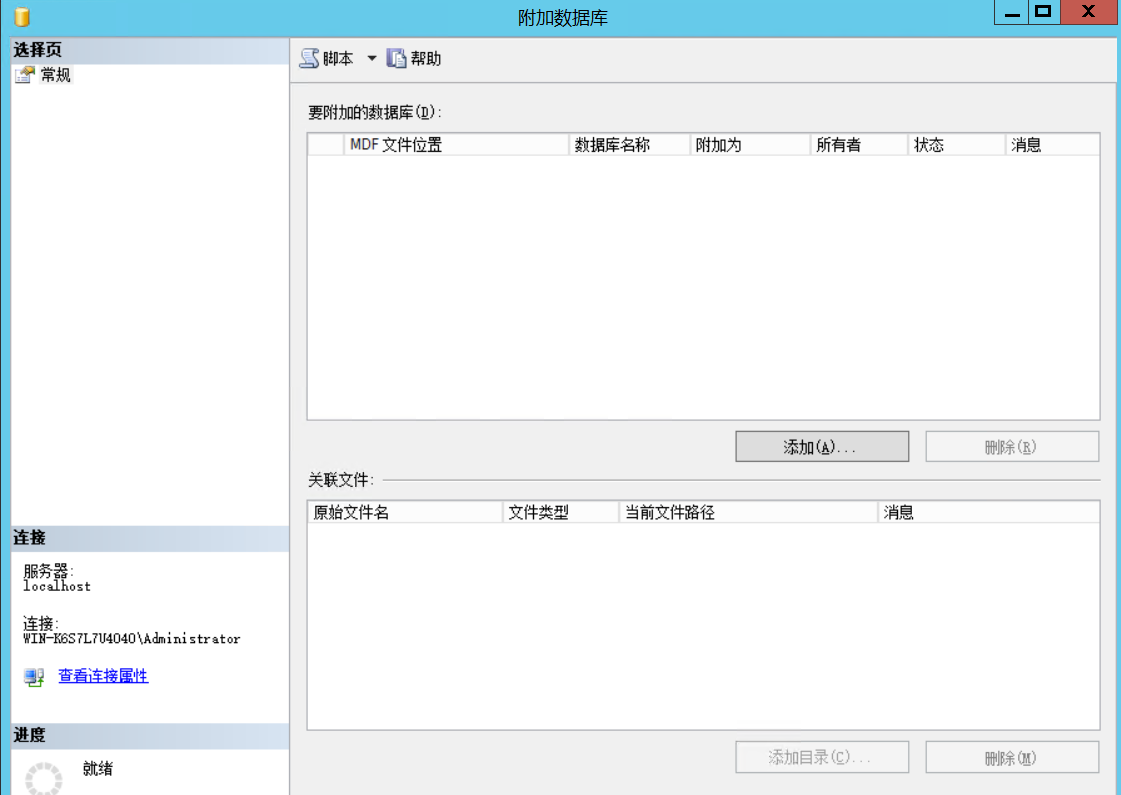 附加数据库
选择页
常规
脚本 帮助
要附加的数据库(D):
MDF 文件位置 数据库名称 附加为 所有者 状态 消息
添加(A)... 删除(R)
关联文件:
原始文件名 文件类型 当前文件路径 消息
添加目录(C)... 删除(M)
连接
服务器:
localhost
连接:
WIN-K6S7L7U4O4O\Administrator
查看连接属性
进度
就绪